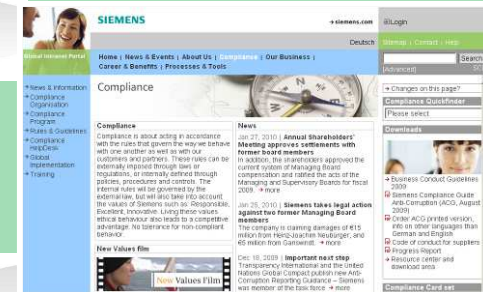 SIEMENS
→ siemens.com
Login
Deutsch
Sitemap | Contact | Help
Global Intranet Portal
Home | News & Events | About Us | Compliance | Our Business |
Career & Benefits | Processes & Tools
Search
(Advanced)
→ News & Information
→ Compliance
Organisation
→ Compliance
Program
→ Rules & Guidelines
→ Compliance
HelpDesk
→ Global
Implementation
→ Training
Compliance
Compliance
Compliance is about acting in accordance
with the rules that govern the way we behave
with one another as well as with our
customers and partners. These rules can be
externally imposed through laws or
regulations, or internally defined through
policies, procedures and controls. The
internal rules will be governed by the
external law, but will also take into account
the values of Siemens such as: Responsible,
Excellent, Innovative. Living these values
ethical behaviour also leads to a competitive
advantage. No tolerance for non-compliant
behavior.
New Values film
New Values Film
News
Jan 27, 2010 | Annual Shareholders'
Meeting approves settlements with
former board members
In addition, the shareholders approved the
current system of Managing Board
compensation and ratified the acts of the
Managing and Supervisory Boards for fiscal
2009. → more
Jan 25, 2010 | Siemens takes legal action
against two former Managing Board
members
The company is claiming damages of €15
million from Heinz-Joachim Neubürger, and
€5 million from Ganswindt. → more
Dec 18, 2009 | Important next step
Transparency International and the United
Nations Global Compact publish new Anti-
Corruption Reporting Guidance – Siemens
was member of the task force → more
→ Changes on this page?
Compliance Quickfinder
Please select
Downloads
→ Business Conduct Guidelines
2009
Siemens Compliance Guide
Anti-Corruption (ACG, August
2009)
Order ACG printed version,
info on other languages than
German and English
Code of conduct for suppliers
Progress Report
→ Resource center and
download area
Compliance Card set